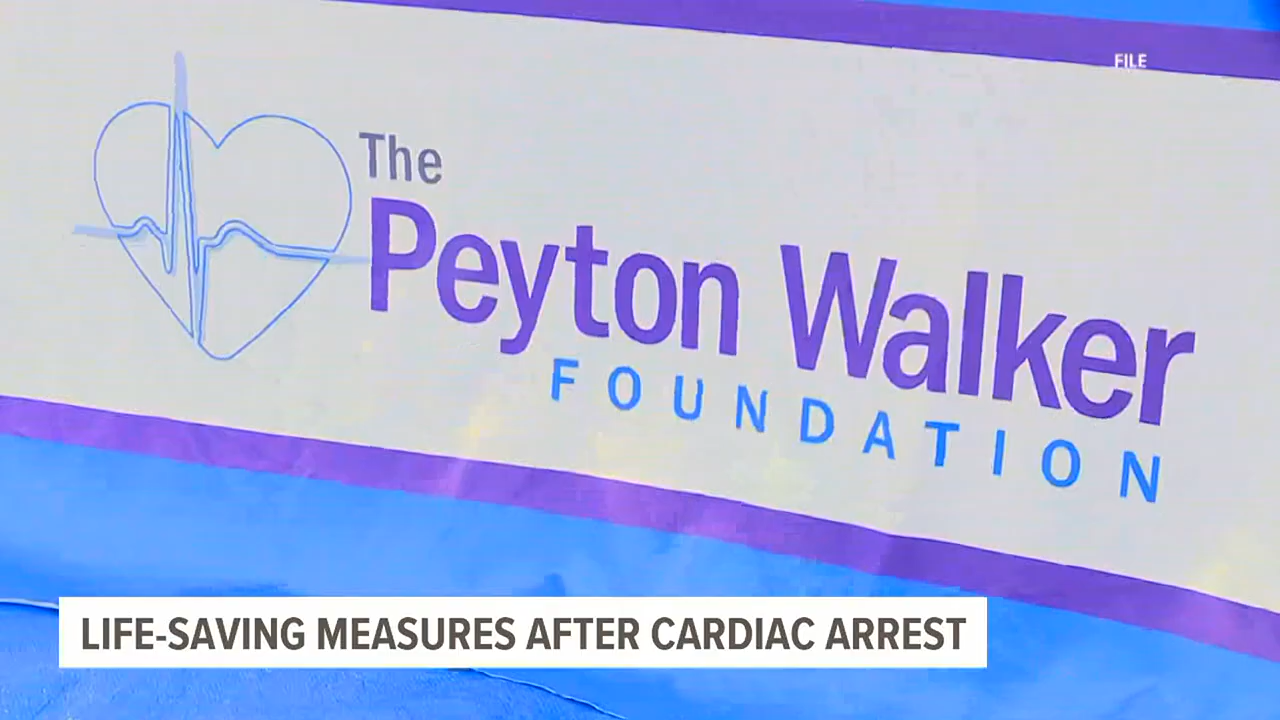 FILE
The
Peyton Walker
FOUNDATION
LIFE-SAVING MEASURES AFTER CARDIAC ARREST